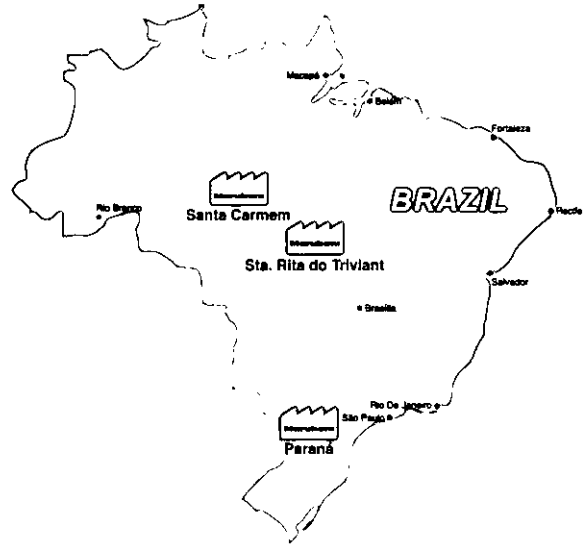 Macapá
Belém
Fortaleza
BRAZIL
Santa Carmem
Rio Branco
Recife
Sta. Rita do Triviant
Salvador
Brasília
Rio De Janeiro
São Paulo
Paraná